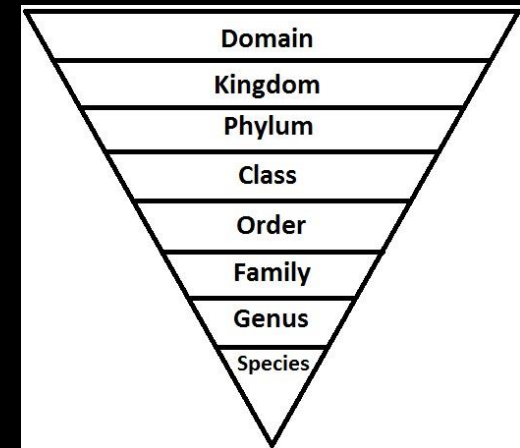 Domain
Kingdom
Phylum
Class
Order
Family
Genus
Species